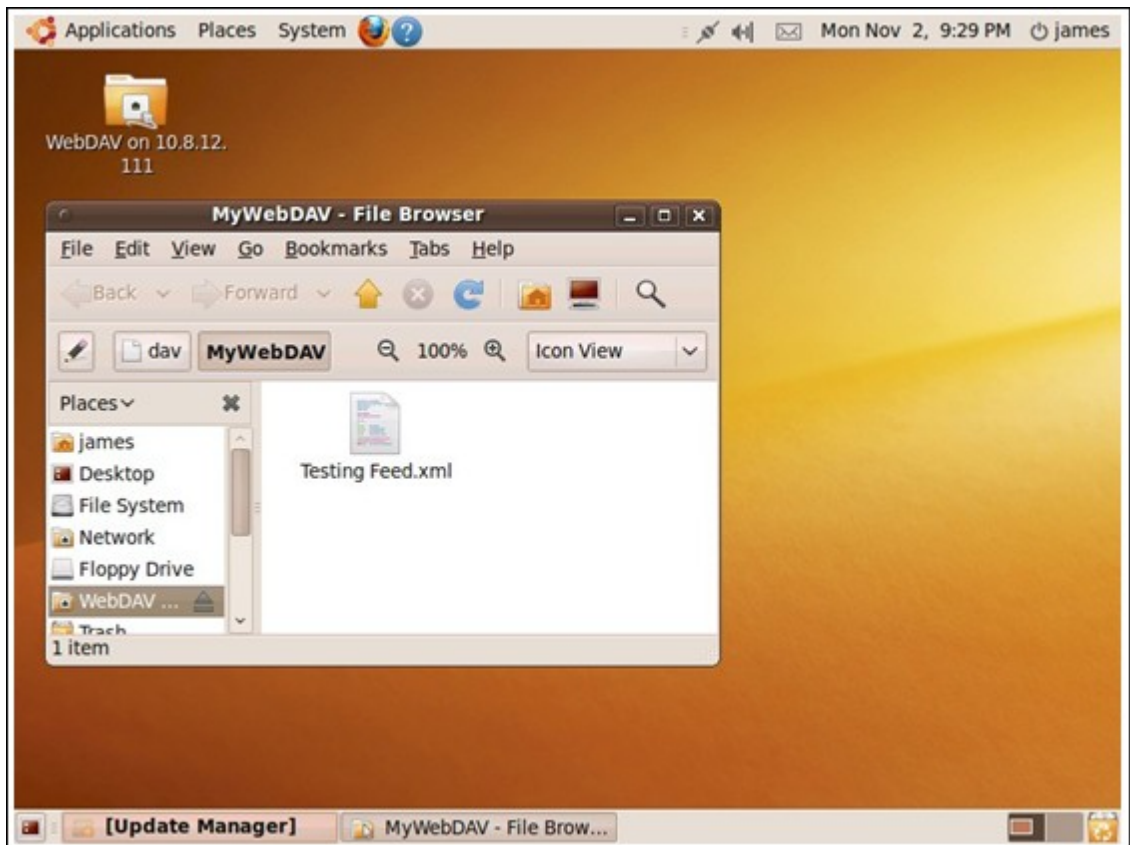 Applications Places System Mon Nov 2, 9:29 PM james
WebDAV on 10.8.12.
111
MyWebDAV - File Browser
File Edit View Go Bookmarks Tabs Help
Back Forward
dav MyWebDAV 100% Icon View
Places
james
Desktop
File System
Network
Floppy Drive
WebDAV ...
Trash
Testing Feed.xml
1 item
[Update Manager] MyWebDAV - File Brow...